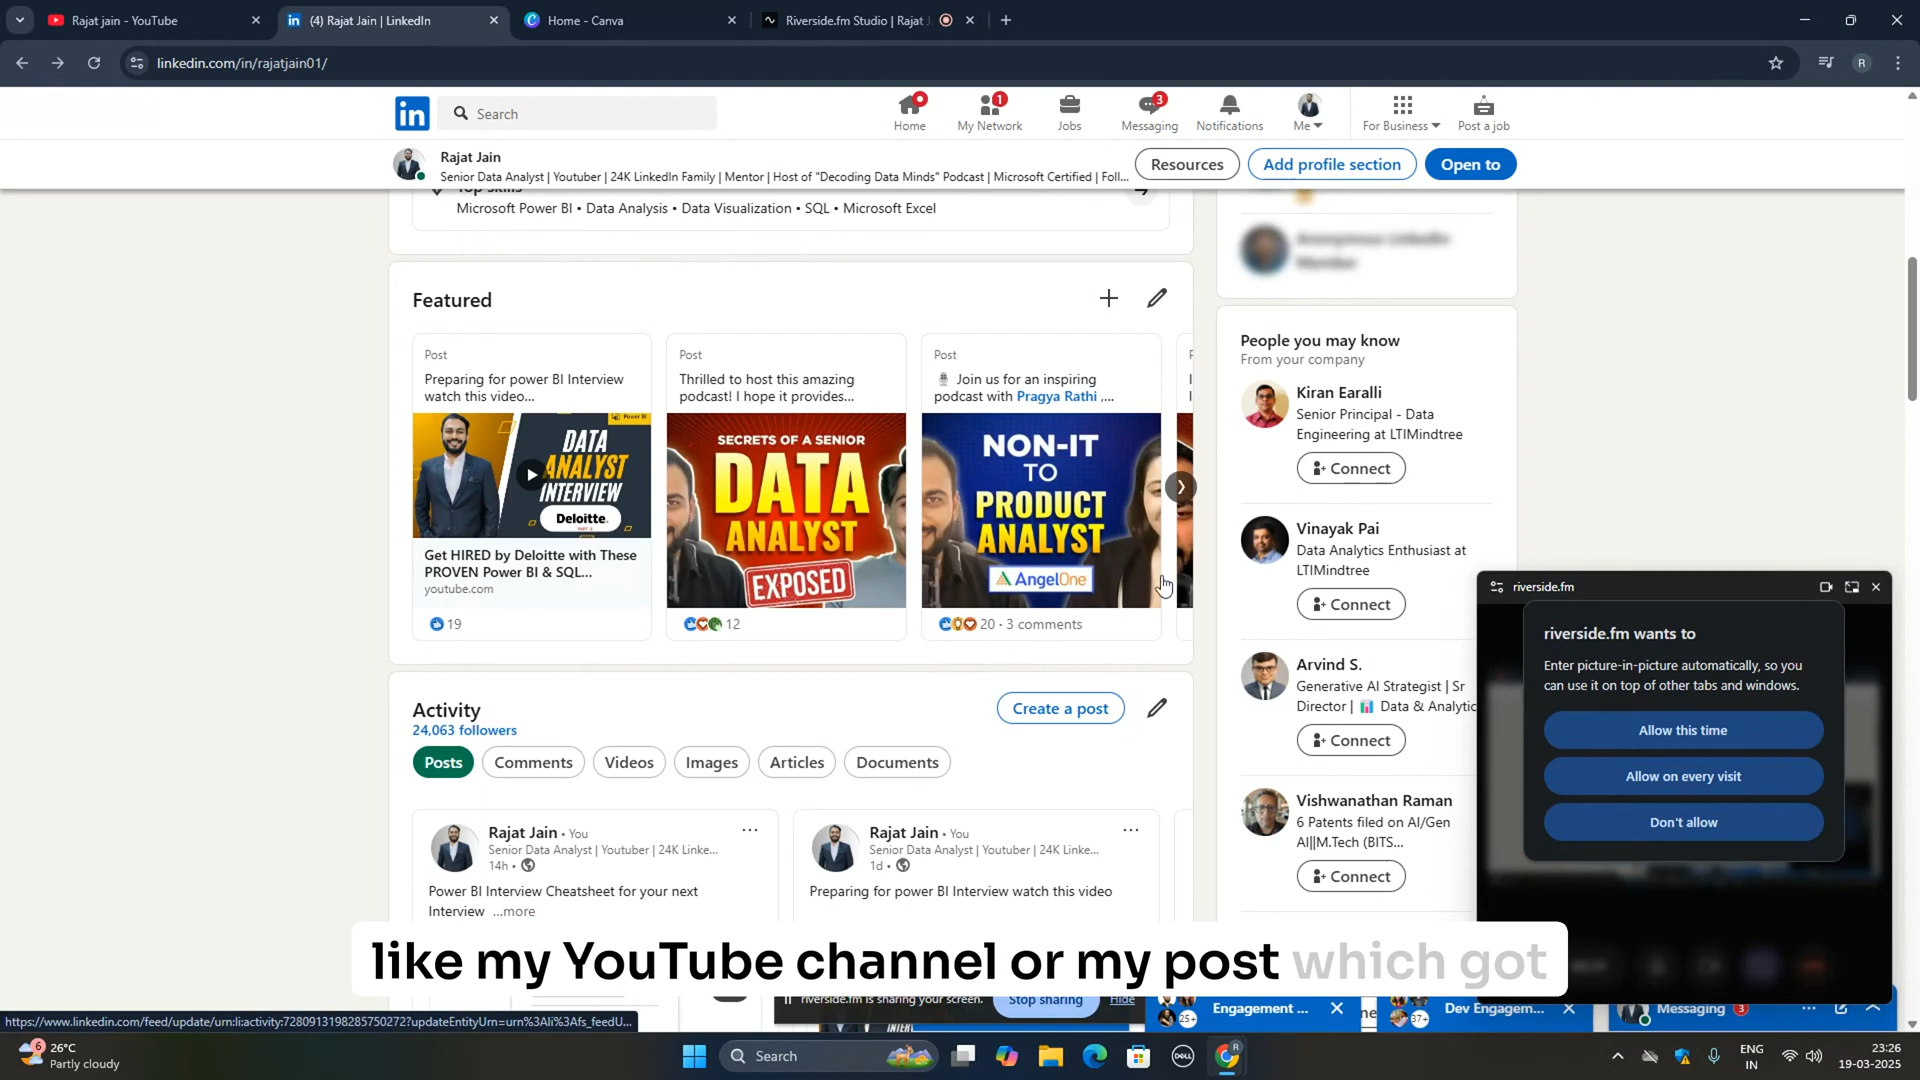 Rajat jain - YouTube
(4) Rajat Jain | LinkedIn
Home - Canva
Riverside.fm Studio | Rajat J
linkedin.com/in/rajatjain01/
R
in
Search
Home
1
My Network
Jobs
3
Messaging
Notifications
Me
For Business
Post a job
Rajat Jain
Senior Data Analyst | Youtuber | 24K LinkedIn Family | Mentor | Host of "Decoding Data Minds" Podcast | Microsoft Certified | Foll...
Resources
Add profile section
Open to
Top skills
Microsoft Power BI • Data Analysis • Data Visualization • SQL • Microsoft Excel
Anonymous LinkedIn
Member
Featured
Post
Preparing for power BI Interview
watch this video...
Power BI
DATA
ANALYST
INTERVIEW
Deloitte.
Get HIRED by Deloitte with These
PROVEN Power BI & SQL...
youtube.com
19
Post
Thrilled to host this amazing
podcast! I hope it provides...
SECRETS OF A SENIOR
DATA
ANALYST
EXPOSED
12
Post
Join us for an inspiring
podcast with Pragya Rathi ,...
NON-IT
TO
PRODUCT
ANALYST
AngelOne
20 · 3 comments
People you may know
From your company
Kiran Earalli
Senior Principal - Data
Engineering at LTIMindtree
Connect
Vinayak Pai
Data Analytics Enthusiast at
LTIMindtree
Connect
Arvind S.
Generative AI Strategist | Sr
Director | Data & Analytic
Connect
Vishwanathan Raman
6 Patents filed on AI/Gen
AI||M.Tech (BITS...
Connect
riverside.fm
riverside.fm wants to
Enter picture-in-picture automatically, so you
can use it on top of other tabs and windows.
Allow this time
Allow on every visit
Don't allow
Activity
24,063 followers
Create a post
Posts
Comments
Videos
Images
Articles
Documents
Rajat Jain • You
Senior Data Analyst | Youtuber | 24K Linke...
14h •
Power BI Interview Cheatsheet for your next
Interview ...more
Rajat Jain • You
Senior Data Analyst | Youtuber | 24K Linke...
1d •
Preparing for power BI Interview watch this video
like my YouTube channel or my post which got
riverside.fm is sharing your screen.
Stop sharing
Hide
25+
Engagement ...
67+
Dev Engagem...
Messaging
3
https://www.linkedin.com/feed/update/urn:li:activity:7280913198285750272?updateEntityUrn=urn%3Ali%3Afs_feedU...
6
26°C
Partly cloudy
Search
DELL
R
ENG
IN
23:26
19-03-2025